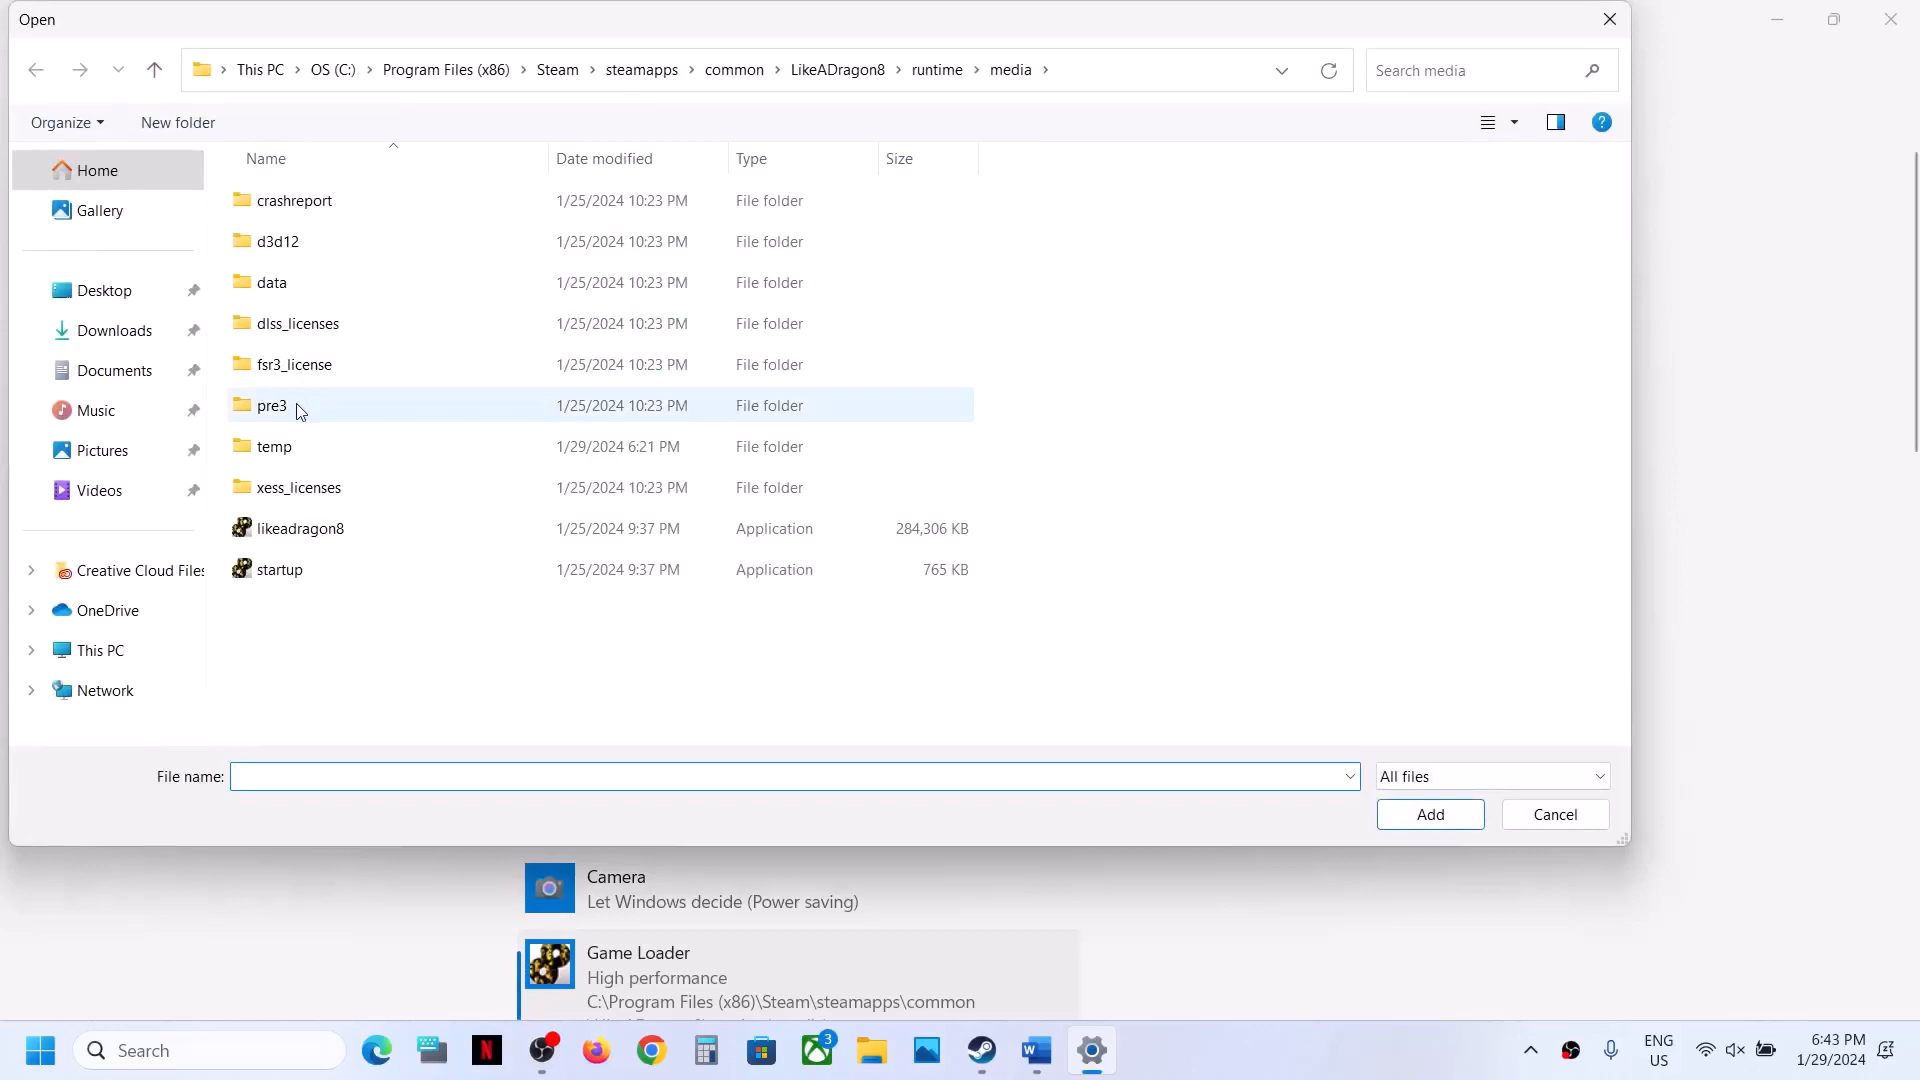 Open
This PC > OS (C:) > Program Files (x86) > Steam > steamapps > common > LikeADragon8 > runtime > media >
Search media
Organize
New folder
Name
Date modified
Type
Size
Home
Gallery
Desktop
Downloads
Documents
Music
Pictures
Videos
Creative Cloud Files
OneDrive
This PC
Network
crashreport 1/25/2024 10:23 PM File folder
d3d12 1/25/2024 10:23 PM File folder
data 1/25/2024 10:23 PM File folder
dlss_licenses 1/25/2024 10:23 PM File folder
fsr3_license 1/25/2024 10:23 PM File folder
pre3 1/25/2024 10:23 PM File folder
temp 1/29/2024 6:21 PM File folder
xess_licenses 1/25/2024 10:23 PM File folder
likeadragon8 1/25/2024 9:37 PM Application 284,306 KB
startup 1/25/2024 9:37 PM Application 765 KB
File name:
All files
Add
Cancel
Camera
Let Windows decide (Power saving)
Game Loader
High performance
C:\Program Files (x86)\Steam\steamapps\common
Search
3
ENG
US
6:43 PM
1/29/2024